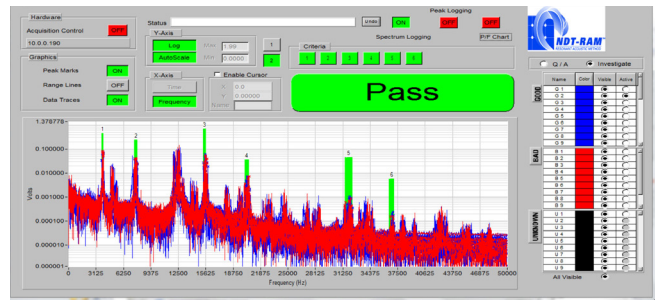 Hardware
Acquisition Control OFF
10.0.0.190
Graphics
Peak Marks ON
Range Lines OFF
Data Traces ON
Status
Undo ON
Peak Logging
OFF OFF
Spectrum Logging P/F Chart
Y-Axis
Log Max 1.99
AutoScale Min 0.0000
1
2
Criteria
1 2 3 4 5 6
X-Axis
Time
Frequency
Enable Cursor
X 0.0
Y 0.00000
Name
Pass
NDT-RAM
RESONANT ACOUSTIC METHOD
Q / A Investigate
Name Color Visible Active
GOOD
G 1
G 2
G 3
G 4
G 5
G 6
G 7
G 8
G 9
BAD
B 1
B 2
B 3
B 4
B 5
B 6
B 7
B 8
B 9
UNKNOWN
U 1
U 2
U 3
U 4
U 5
U 6
U 7
U 8
U 9
All Visible
1.378778
0.100000
0.010000
0.001000
0.000100
0.000010
0.000001
Volts
1 2 3 4 5 6
0 3125 6250 9375 12500 15625 18750 21875 25000 28125 31250 34375 37500 40625 43750 46875 50000
Frequency (Hz)